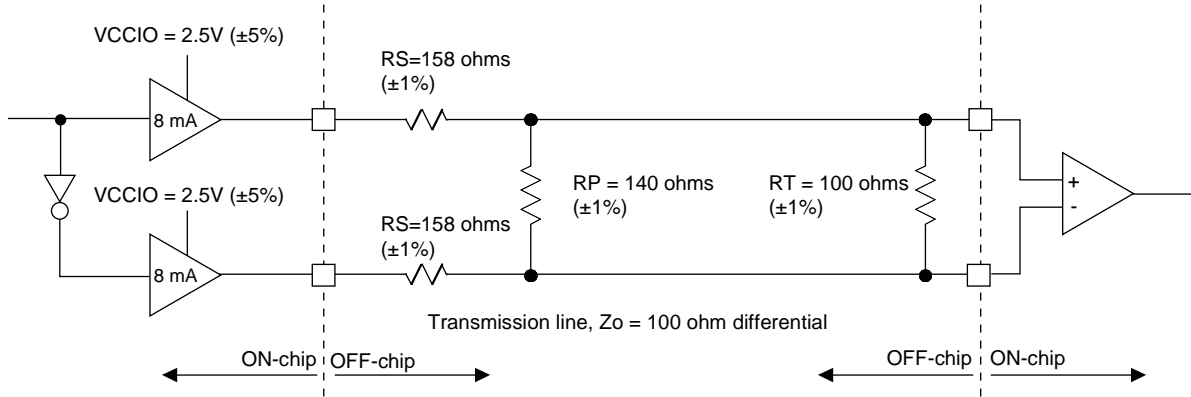 VCCIO = 2.5V (±5%)
8 mA
RS=158 ohms
(±1%)
VCCIO = 2.5V (±5%)
8 mA
RS=158 ohms
(±1%)
RP = 140 ohms
(±1%)
RT = 100 ohms
(±1%)
+
-
Transmission line, Zo = 100 ohm differential
ON-chip
OFF-chip
OFF-chip
ON-chip